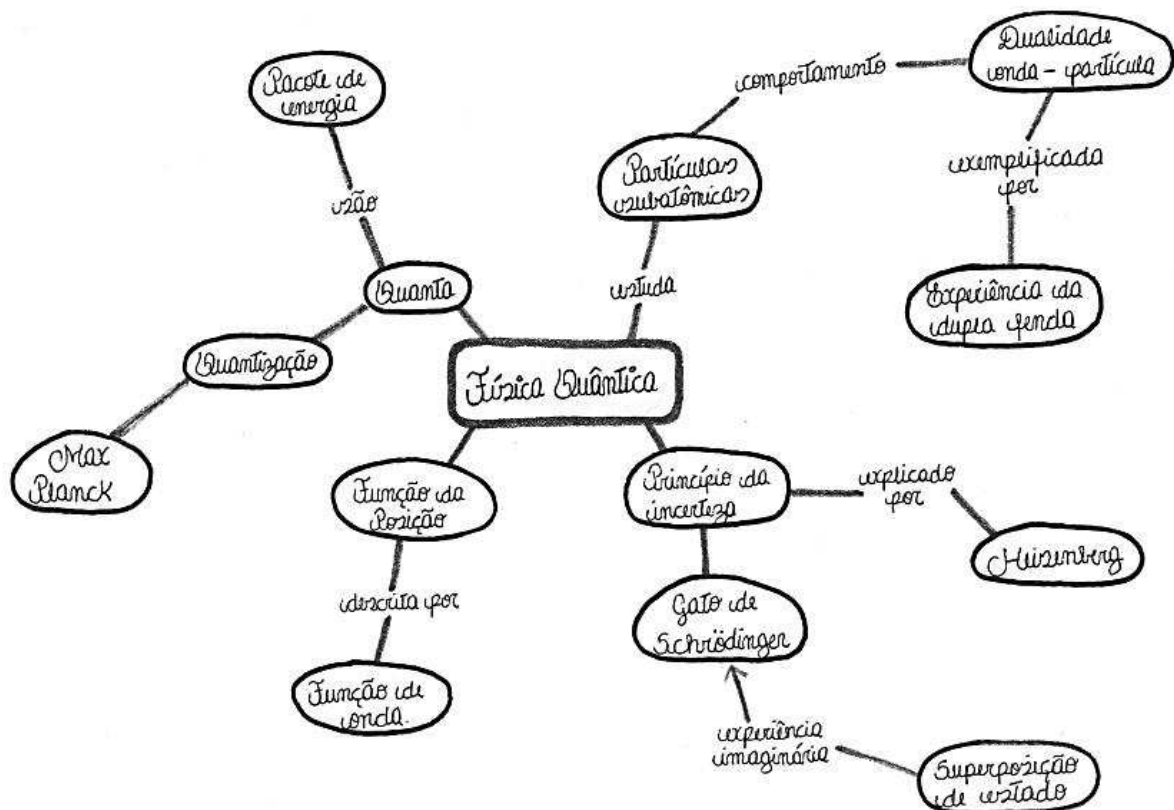 Pacote de
energia
são
Quanta
Quantização
Max
Planck
Física Quântica
estuda
Partículas
subatômicas
comportamento
Dualidade
onda - partícula
exemplificada
por
Experiência da
dupla fenda
Função da
Posição
descrita por
Função de
onda.
Princípio da
incerteza
explicado
por
Heisenberg
Gato de
Schrödinger
experiência
imaginária
Superposição
de estado